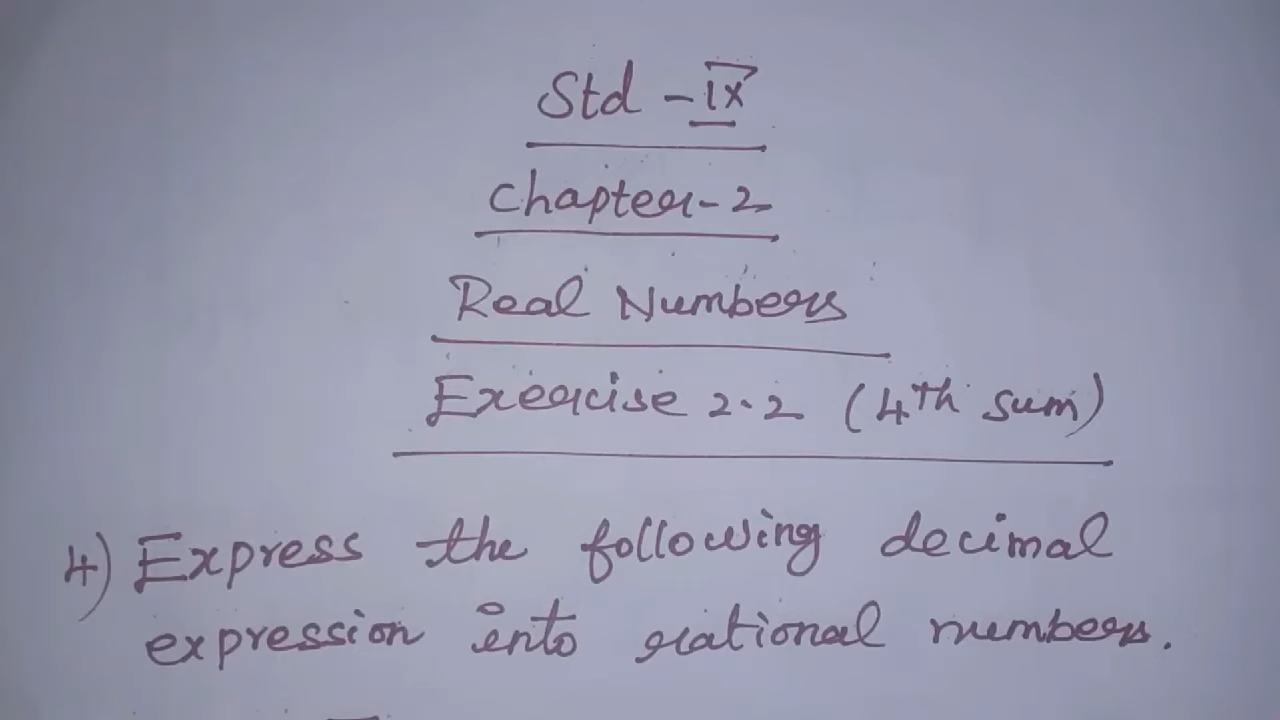 Std - IX
Chapter-2
Real Numbers
Exercise 2.2 (4th sum)
4) Express the following decimal
expression into rational numbers.